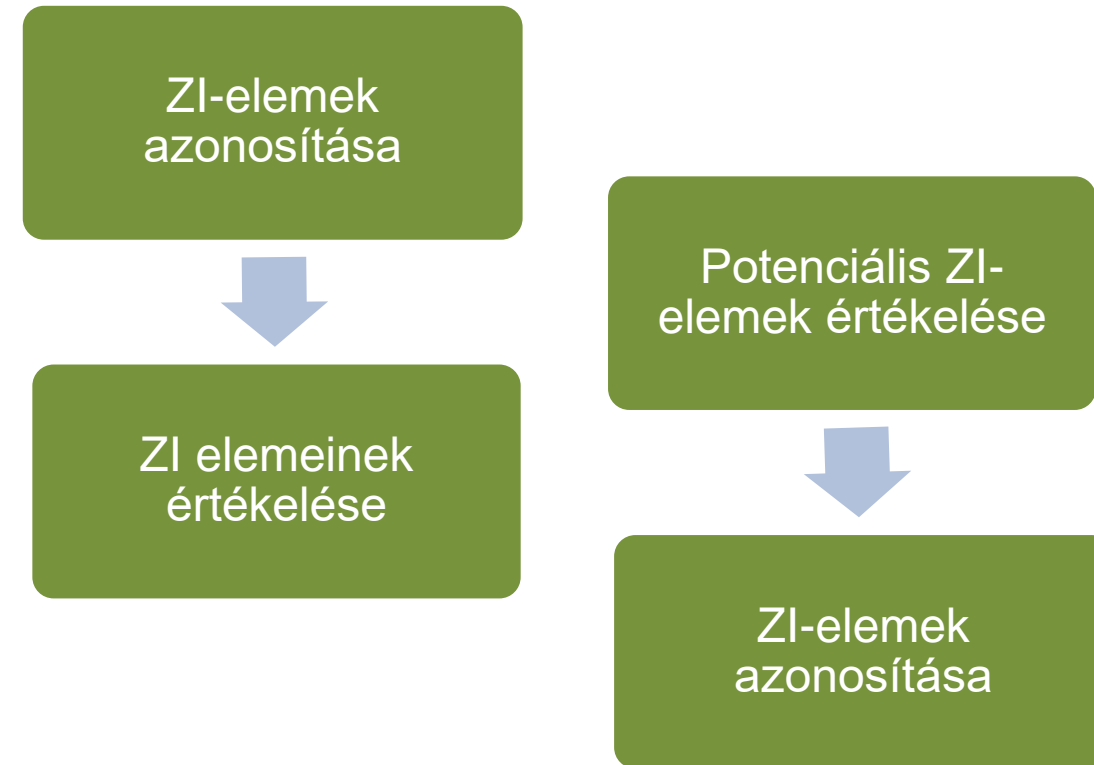 ZI-elemek
azonosítása
ZI elemeinek
értékelése
Potenciális ZI-
elemek értékelése
ZI-elemek
azonosítása